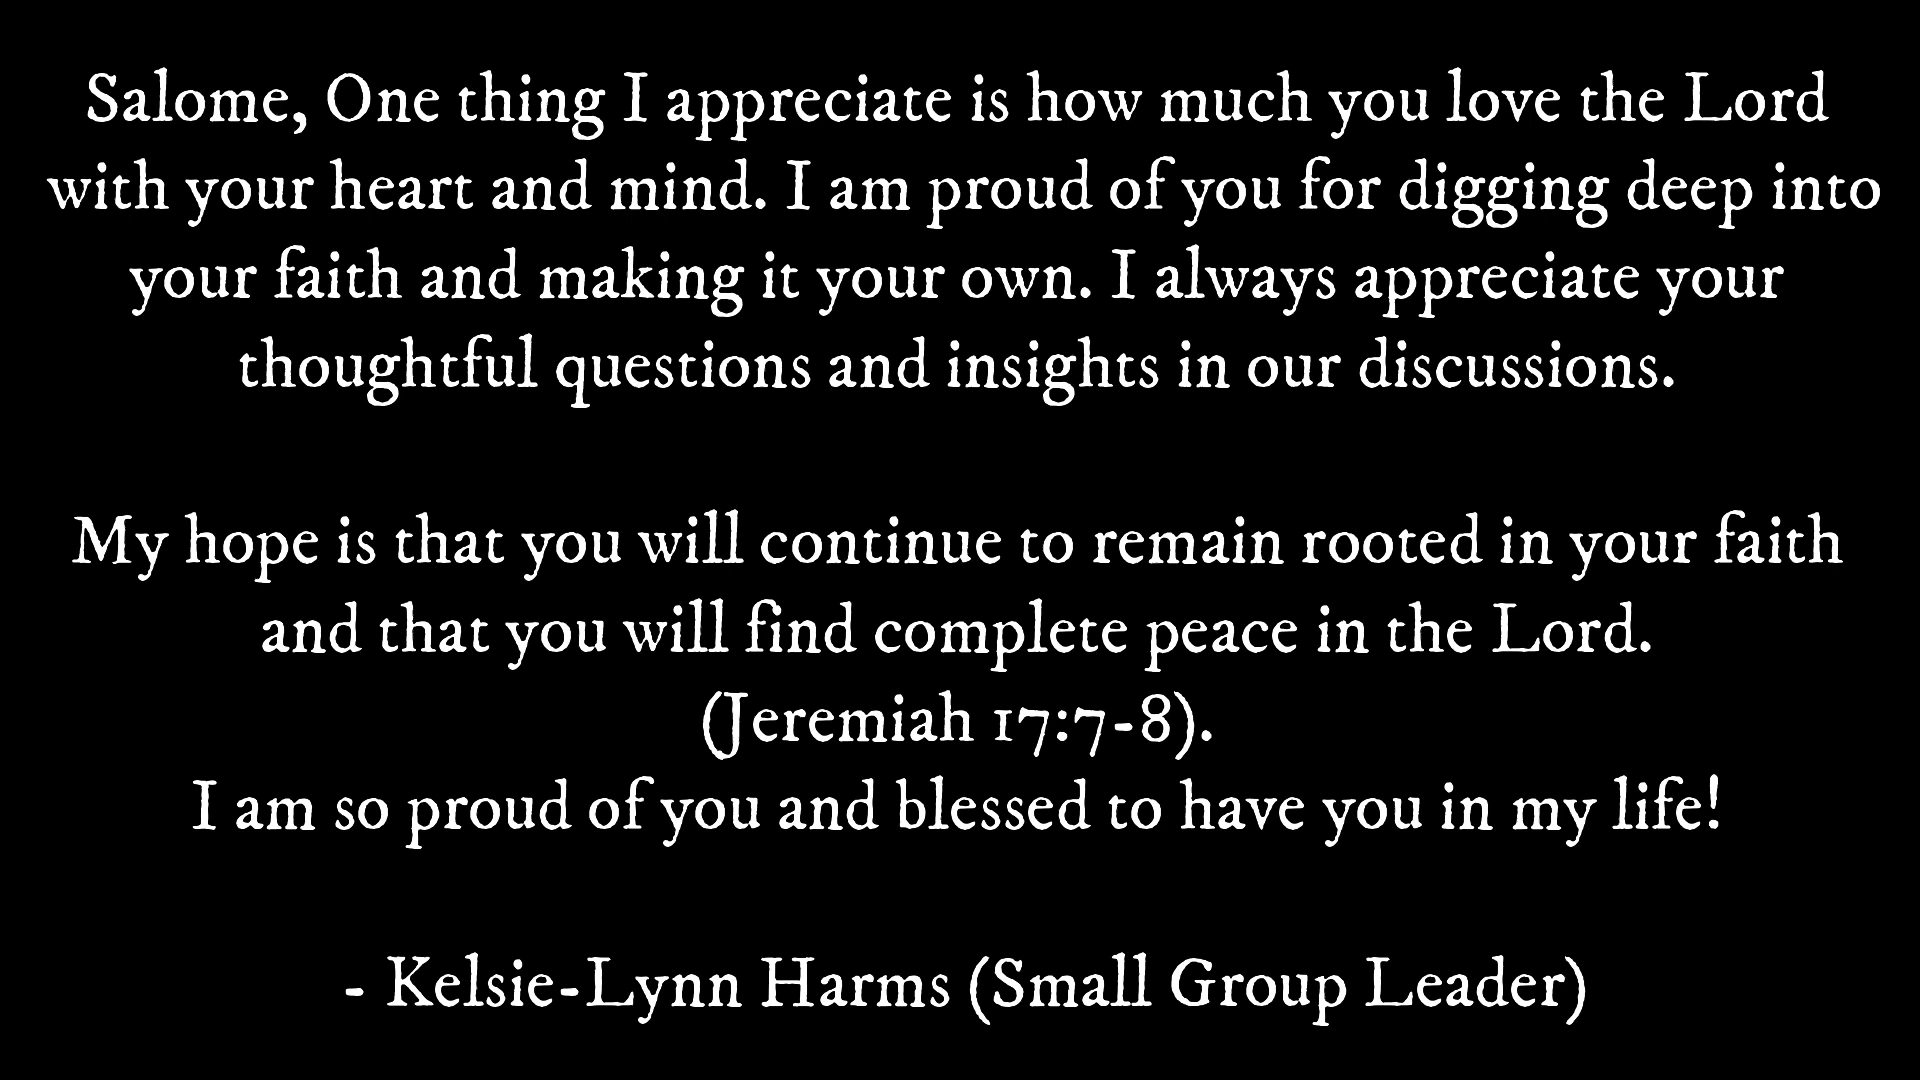 Salome, One thing I appreciate is how much you love the Lord
with your heart and mind. I am proud of you for digging deep into
your faith and making it your own. I always appreciate your
thoughtful questions and insights in our discussions.
My hope is that you will continue to remain rooted in your faith
and that you will find complete peace in the Lord.
(Jeremiah 17:7-8).
I am so proud of you and blessed to have you in my life!
- Kelsie-Lynn Harms (Small Group Leader)